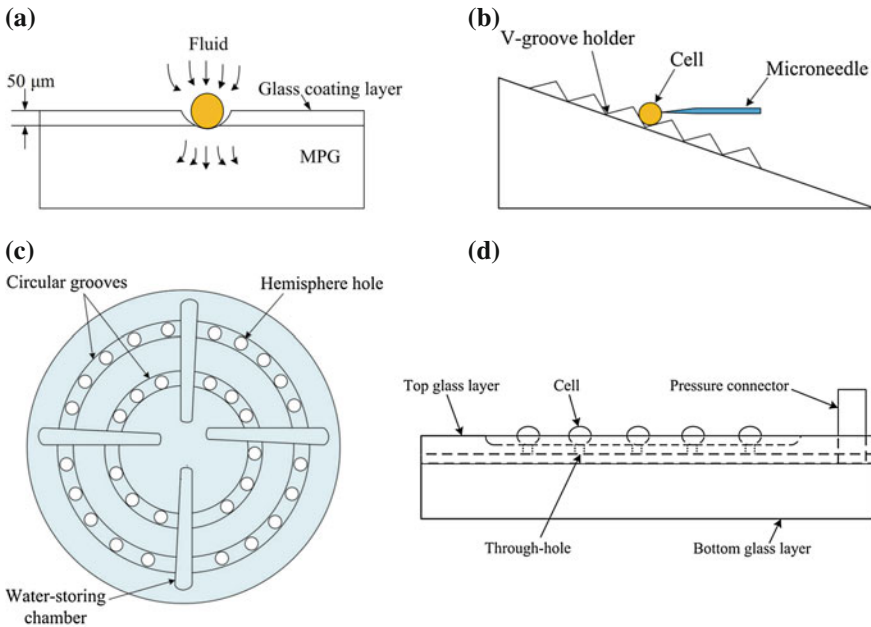 (a)
Fluid
50 μm
Glass coating layer
MPG
(b)
V-groove holder
Cell
Microneedle
(c)
Circular grooves
Hemisphere hole
Water-storing
chamber
(d)
Top glass layer
Cell
Pressure connector
Through-hole
Bottom glass layer